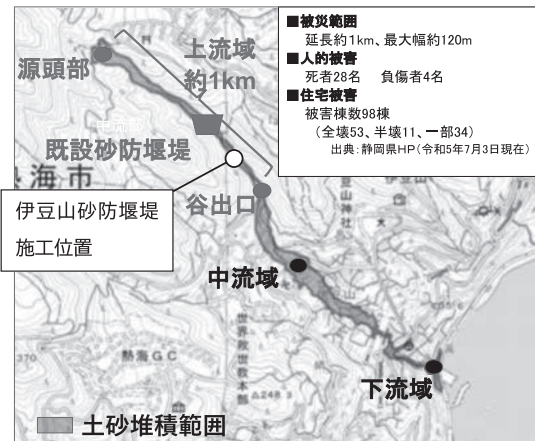 ■被災範囲
延長約1km、最大幅約120m
■人的被害
死者28名 負傷者4名
■住宅被害
被害棟数98棟
（全壊53、半壊11、一部34）
出典：静岡県HP（令和5年7月3日現在）
上流域
約1km
源頭部
既設砂防堰堤
熱海市
伊豆山砂防堰堤
施工位置
谷出口
中流域
熱海GC
世界救世教本部
下流域
土砂堆積範囲